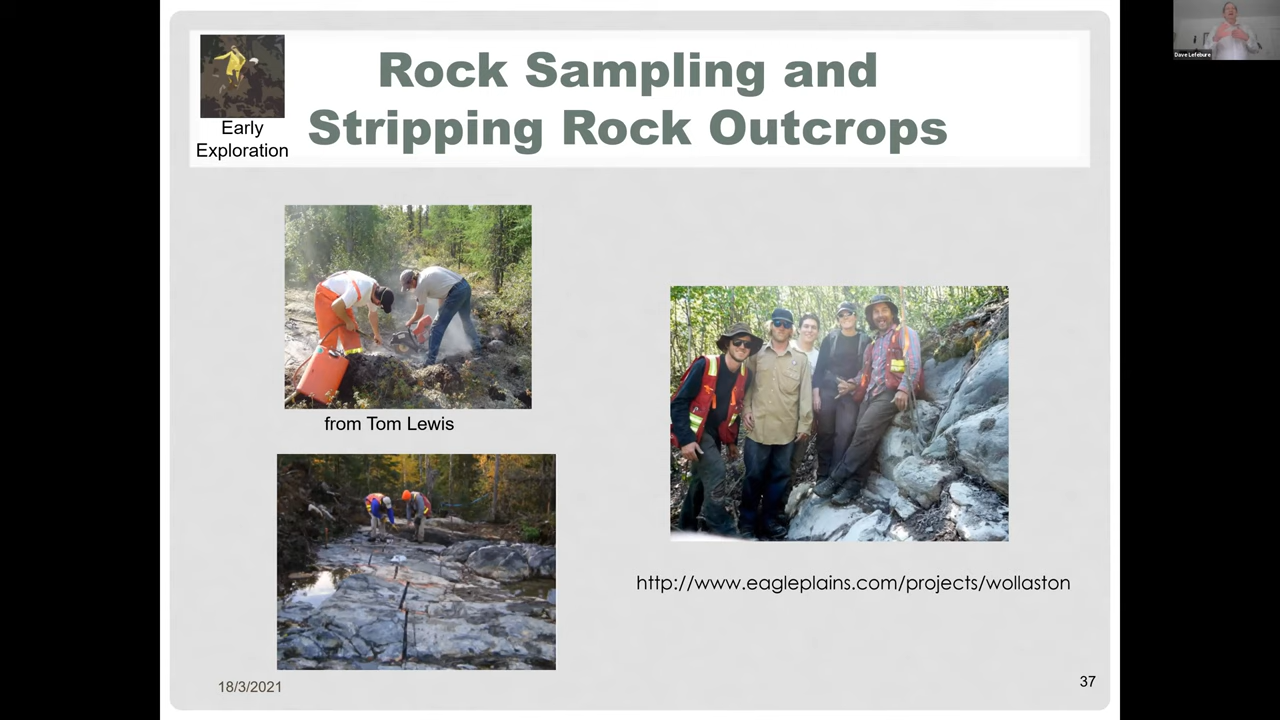 Dave Lefebure
Rock Sampling and
Stripping Rock Outcrops
Early
Exploration
from Tom Lewis
http://www.eagleplains.com/projects/wollaston
18/3/2021
37